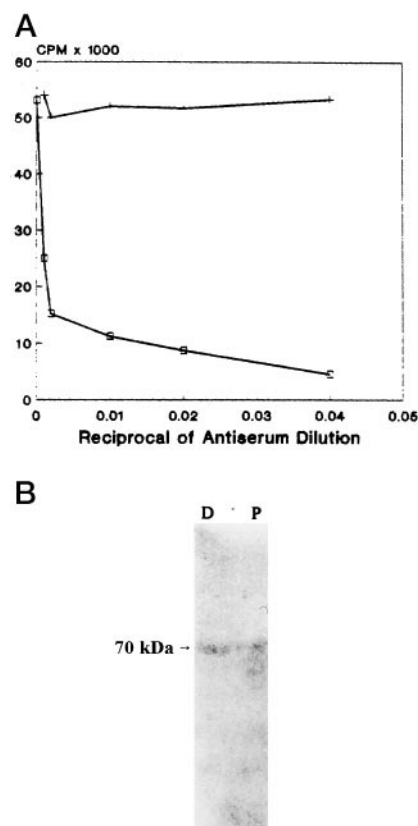 A
CPM x 1000
60
50
40
30
20
10
0
0 0.01 0.02 0.03 0.04 0.05
Reciprocal of Antiserum Dilution
B
D P
70 kDa →